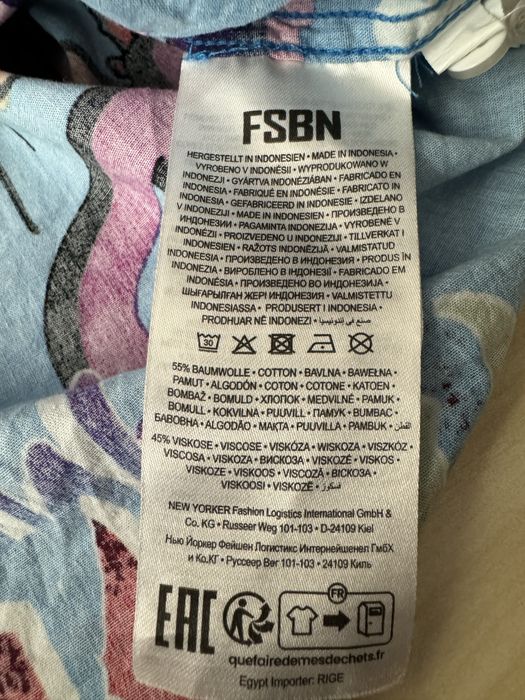 FSBN
HERGESTELLT IN INDONESIEN • MADE IN INDONESIA •
VYROBENO V INDONÉSII • WYPRODUKOWANO W
INDONEZJI • GYÁRTVA INDONÉZIÁBAN • FABRICADO EN
INDONESIA • FABRIQUÉ EN INDONÉSIE • FABRICATO IN
INDONESIA • GEFABRICEERD IN INDONESIE • IZDELANO
V INDONEZIJI • MADE IN INDONESIEN • ПРОИЗВЕДЕНО В
ИНДОНЕЗИИ • PAGAMINTA INDONEZIJA • VYROBENÉ V
INDONÉZII • PROIZVEDENO U INDONEZIJI • TILLVERKAT I
INDONESIEN • RAŽOTS INDONĒZIJĀ • VALMISTATUD
INDONEESIA • ПРОИЗВЕДЕНО В ИНДОНЕЗИЯ • PRODUS ÎN
INDONEZIA • ВИРОБЛЕНО В ІНДОНЕЗІЇ • FABRICADO EM
INDONÉSIA • ПРОИЗВЕДЕНО ВО ИНДОНЕЗИЈА •
ШЫҒАРЫЛҒАН ЖЕРІ ИНДОНЕЗИЯ • VALMISTETTU
INDONESIASSA • PRODUSERT I INDONESIA •
PRODHUAR NË INDONEZI • صنع في إندونيسيا
30
55% BAUMWOLLE • COTTON • BAVLNA • BAWEŁNA •
PAMUT • ALGODÓN • COTON • COTONE • KATOEN •
BOMBAŽ • BOMULD • ХЛОПОК • MEDVILNĖ • PAMUK •
BOMULL • KOKVILNA • PUUVILL • ПАМУК • BUMBAC •
БАВОВНА • ALGODÃO • МАҚТА • PUUVILLA • PAMBUK • القطن
45% VISKOSE • VISCOSE • VISKÓZA • WISKOZA • VISZKÓZ •
VISCOSA • VISKOZA • ВИСКОЗА • VISKOZĖ • VISKOS •
VISKOZE • VISKOOS • VISCOZĂ • ВІСКОЗА •
VISKOOSI • VISKOZË • فسكوز
NEW YORKER Fashion Logistics International GmbH &
Co. KG • Russeer Weg 101-103 • D-24109 Kiel
Нью Йоркер Фейшен Логистикс Интернейшенел ГмбХ
и Ко.КГ • Руссеер Вег 101-103 • 24109 Киль
EAC
FR
quefairedemesdechets.fr
Egypt Importer: RIGE